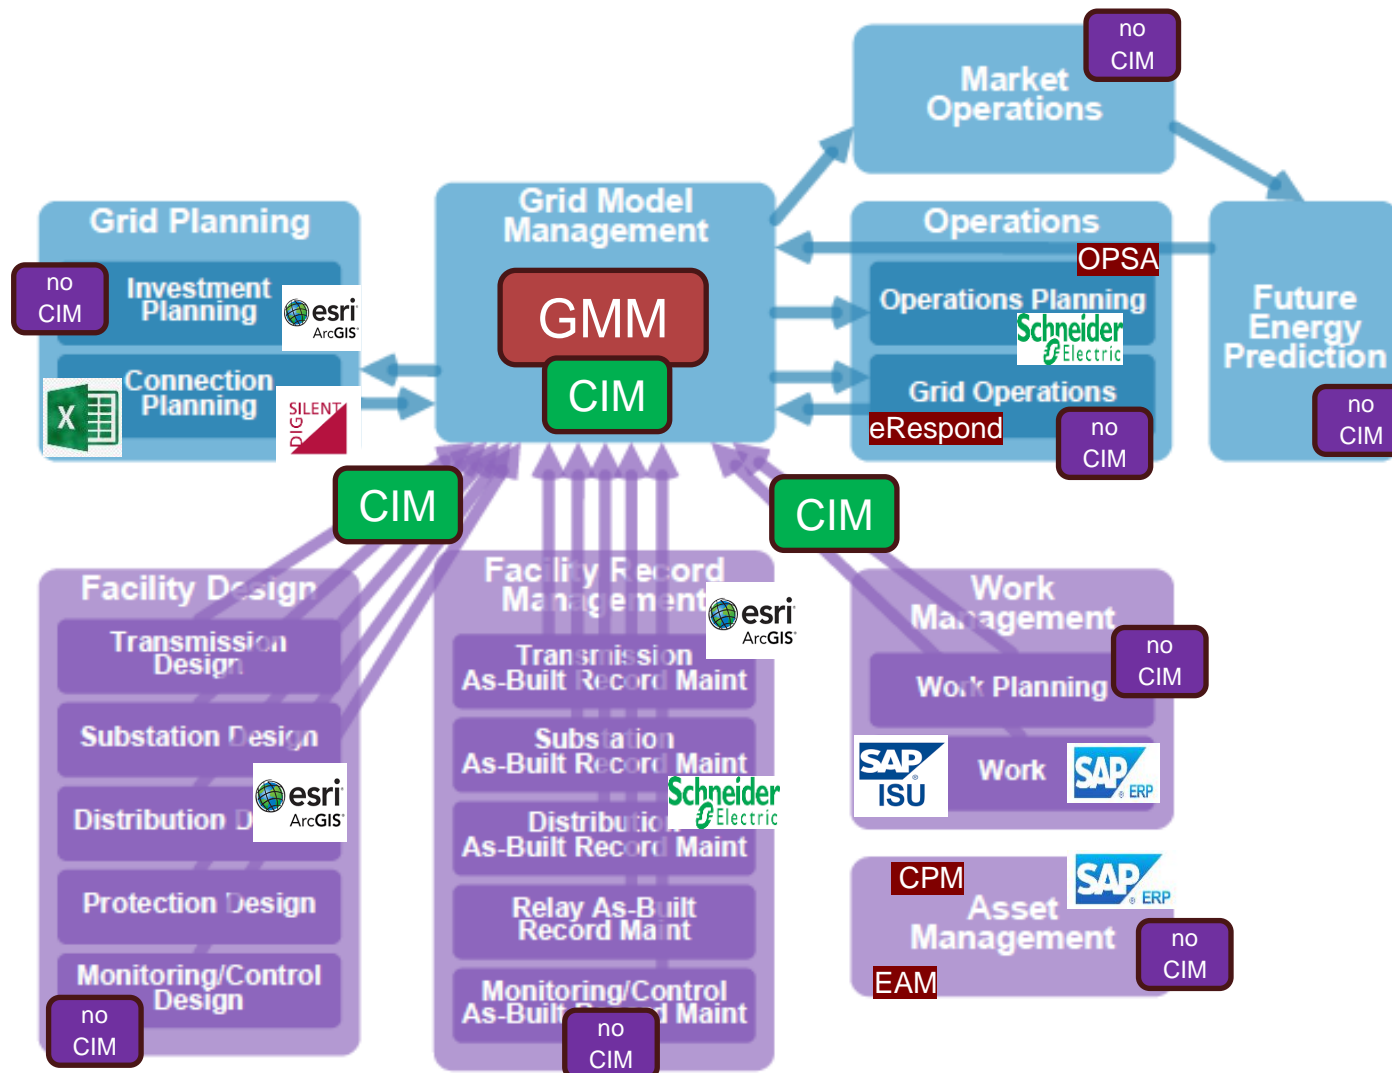 no
CIM
Market
Operations
Grid Planning
no
CIM
Investment
Planning
esri
ArcGIS
Connection
Planning
X
DIG
SILENT
Grid Model
Management
GMM
CIM
Operations
OPSA
Operations Planning
Schneider
Electric
Grid Operations
eRespond
no
CIM
Future
Energy
Prediction
no
CIM
CIM
CIM
Facility Design
Transmission
Design
Substation Design
esri
ArcGIS
Distribution D
Protection Design
Monitoring/Control
Design
no
CIM
Facility Record
Management
esri
ArcGIS
Transmission
As-Built Record Maint
Substation
As-Built Record Maint
Schneider
Electric
Distribution
As-Built Record Maint
Relay As-Built
Record Maint
Monitoring/Control
As-Built Record Maint
no
CIM
Work
Management
no
CIM
Work Planning
SAP
ISU
Work
SAP
ERP
CPM
SAP
ERP
Asset
Management
no
CIM
EAM